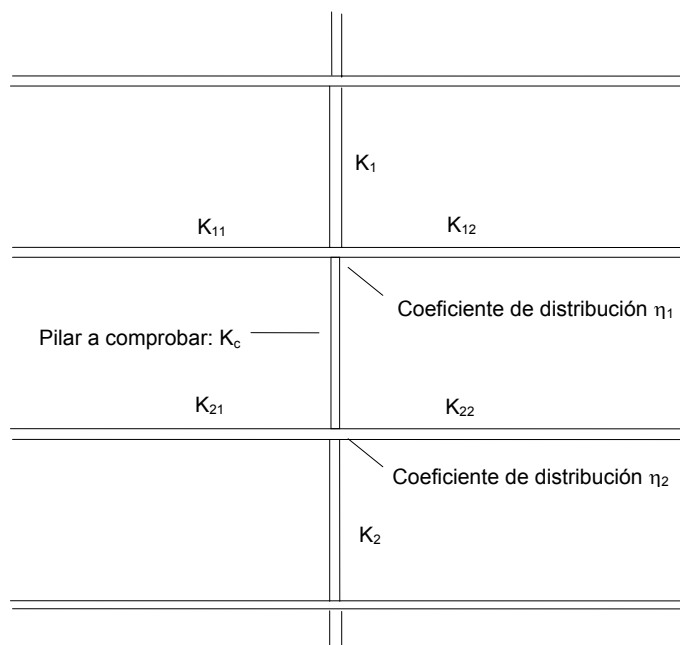 K₁
K₁₁ K₁₂
Coeficiente de distribución η₁
Pilar a comprobar: K꜀
K₂₁ K₂₂
Coeficiente de distribución η₂
K₂